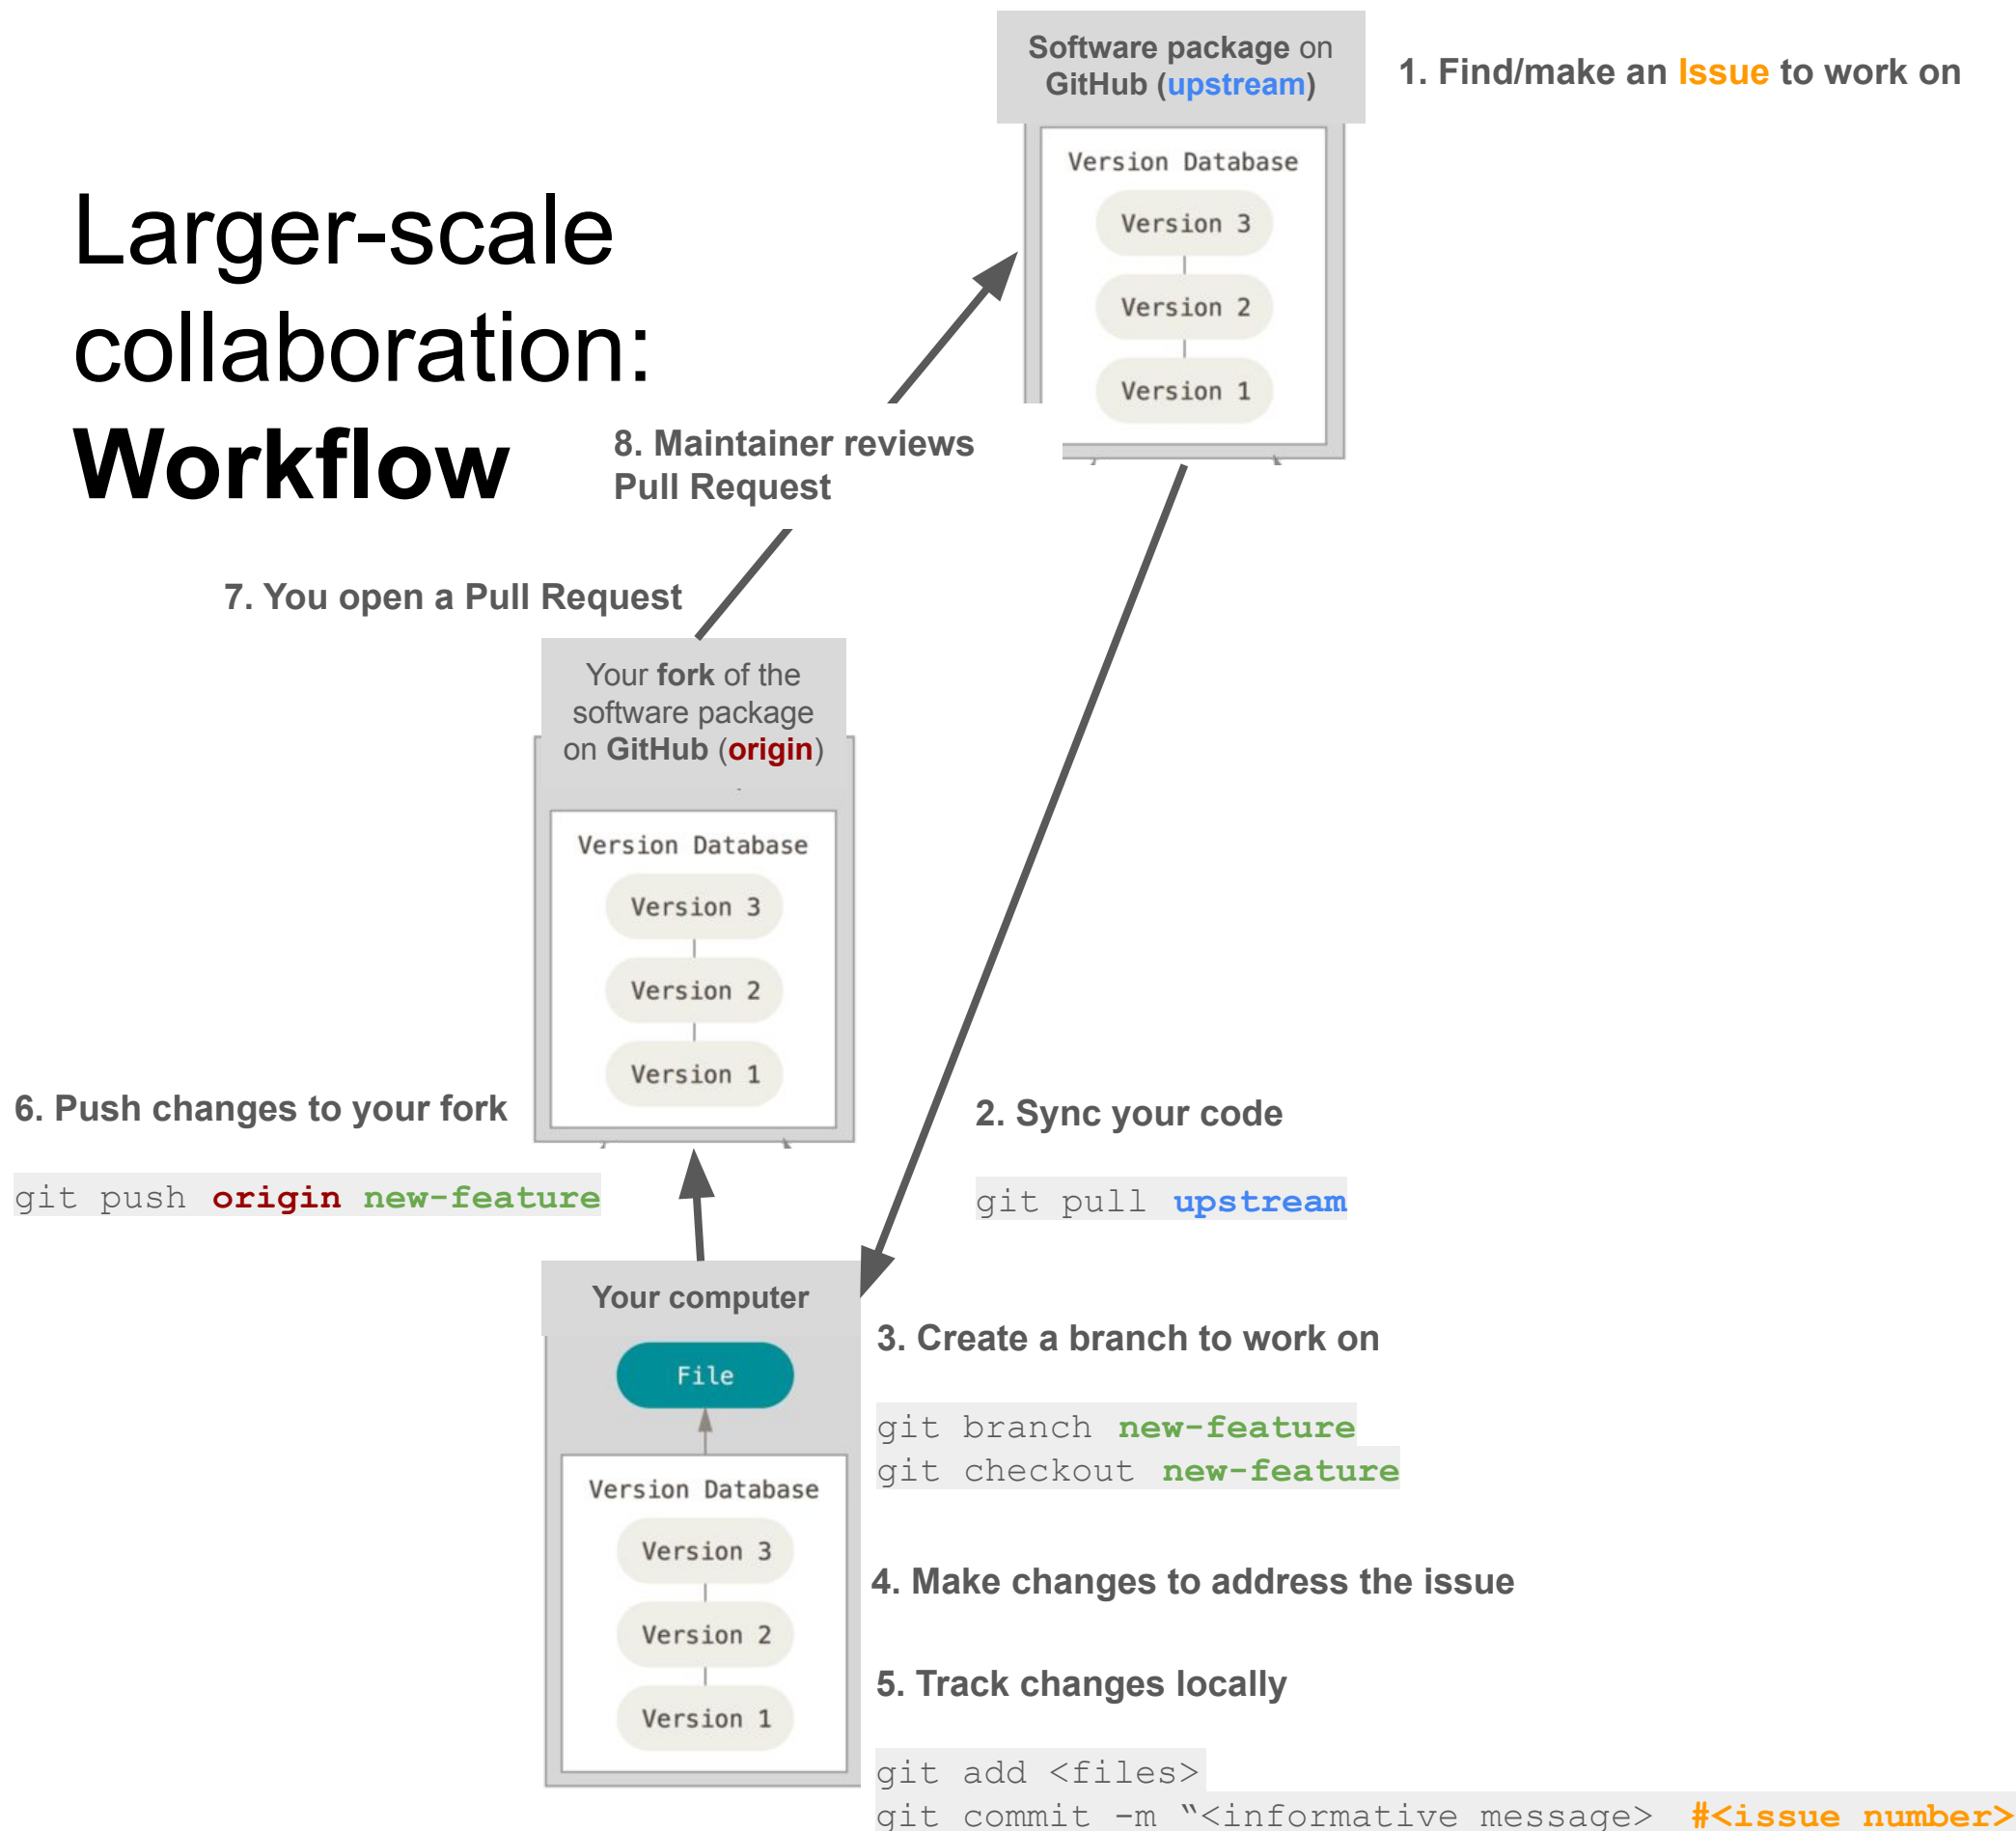 Larger-scale
collaboration:
Workflow
Software package on
GitHub (upstream)
Version Database
Version 3
Version 2
Version 1
1. Find/make an Issue to work on
8. Maintainer reviews
Pull Request
7. You open a Pull Request
Your fork of the
software package
on GitHub (origin)
Version Database
Version 3
Version 2
Version 1
6. Push changes to your fork
git push origin new-feature
2. Sync your code
git pull upstream
Your computer
File
Version Database
Version 3
Version 2
Version 1
3. Create a branch to work on
git branch new-feature
git checkout new-feature
4. Make changes to address the issue
5. Track changes locally
git add <files>
git commit -m “<informative message> #<issue number>